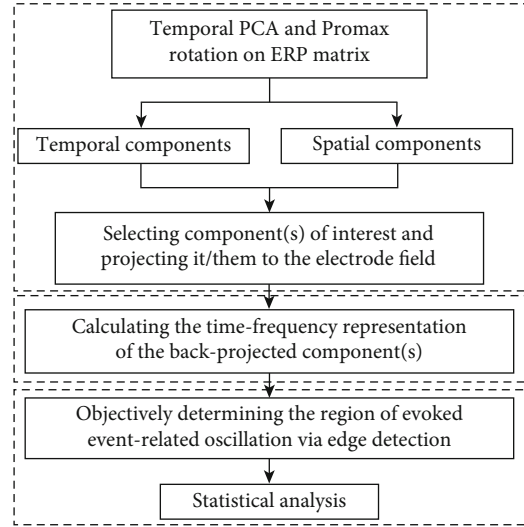 Temporal PCA and Promax
rotation on ERP matrix
Temporal components
Spatial components
Selecting component(s) of interest and
projecting it/them to the electrode field
Calculating the time-frequency representation
of the back-projected component(s)
Objectively determining the region of evoked
event-related oscillation via edge detection
Statistical analysis